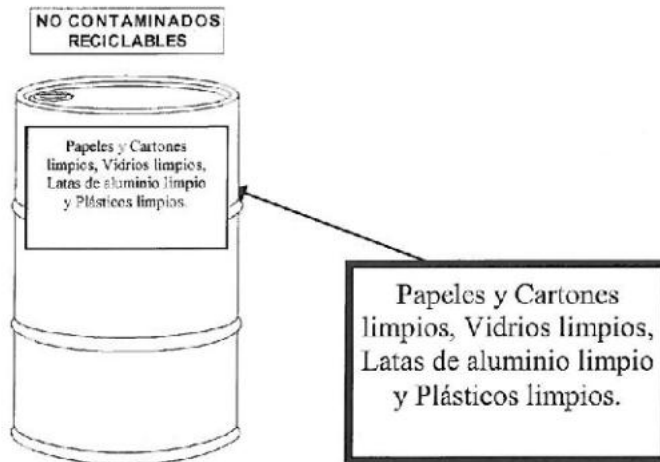 NO CONTAMINADOS
RECICLABLES
Papeles y Cartones
limpios, Vidrios limpios,
Latas de aluminio limpio
y Plásticos limpios.
Papeles y Cartones
limpios, Vidrios limpios,
Latas de aluminio limpio
y Plásticos limpios.